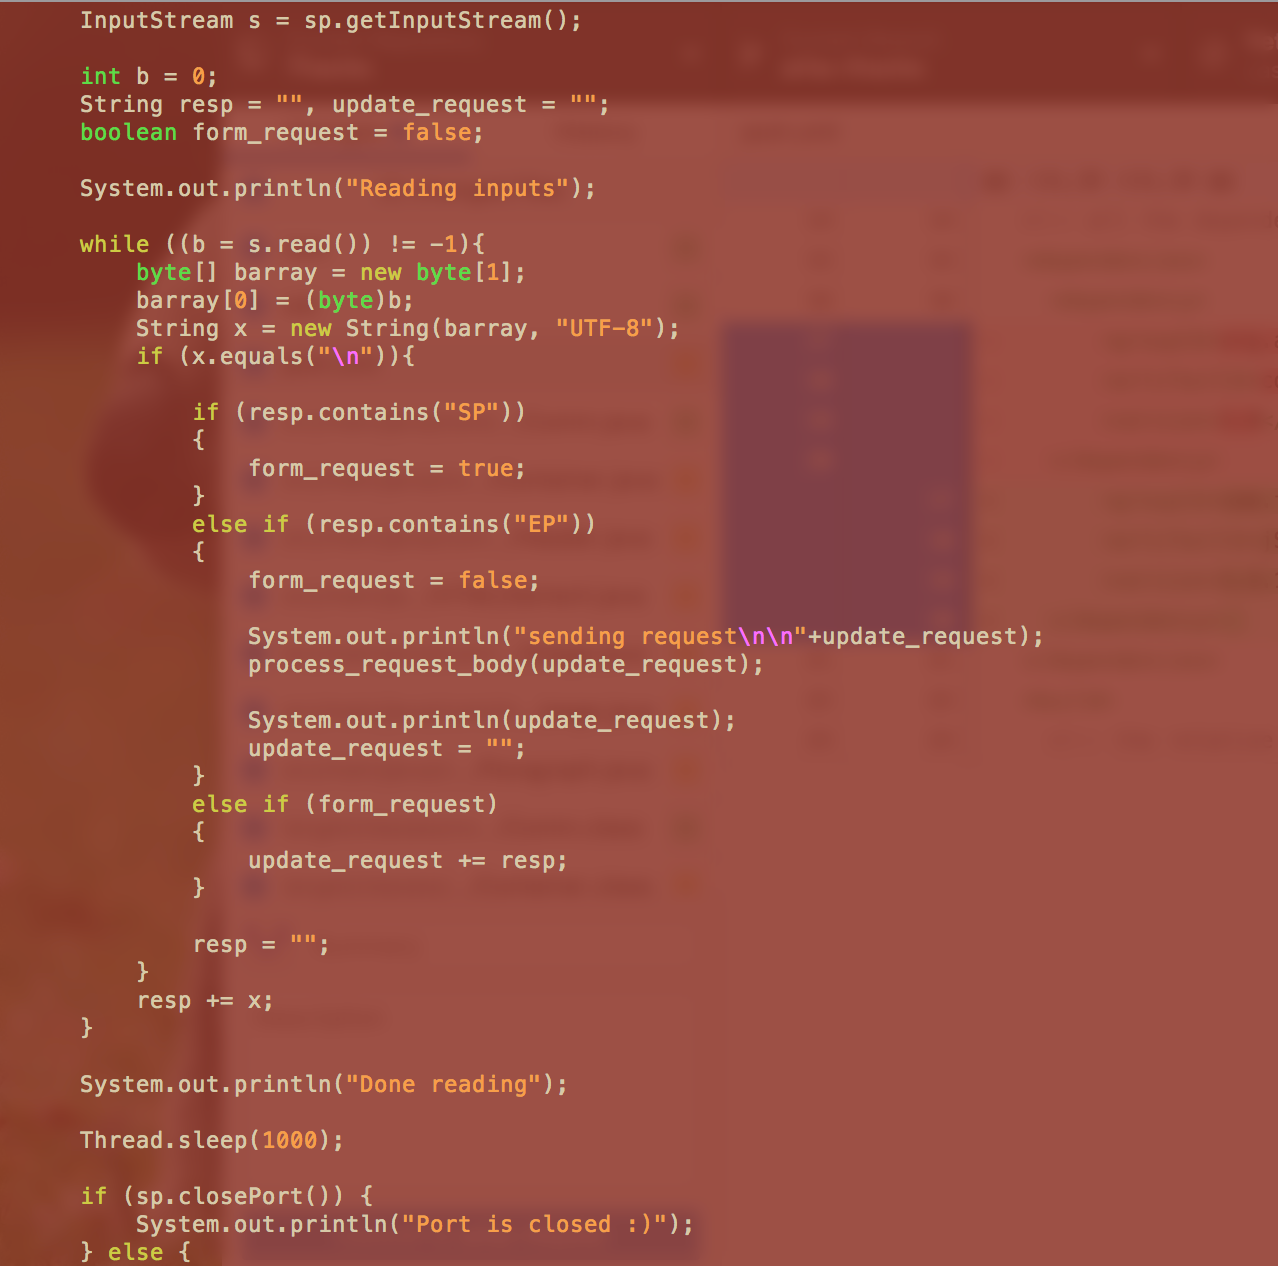 InputStream s = sp.getInputStream();
int b = 0;
String resp = "", update_request = "";
boolean form_request = false;
System.out.println("Reading inputs");
while ((b = s.read()) != -1){
byte[] barray = new byte[1];
barray[0] = (byte)b;
String x = new String(barray, "UTF-8");
if (x.equals("\n")){
if (resp.contains("SP"))
{
form_request = true;
}
else if (resp.contains("EP"))
{
form_request = false;
System.out.println("sending request\n\n"+update_request);
process_request_body(update_request);
System.out.println(update_request);
update_request = "";
}
else if (form_request)
{
update_request += resp;
}
resp = "";
}
resp += x;
}
System.out.println("Done reading");
Thread.sleep(1000);
if (sp.closePort()) {
System.out.println("Port is closed :)");
} else {